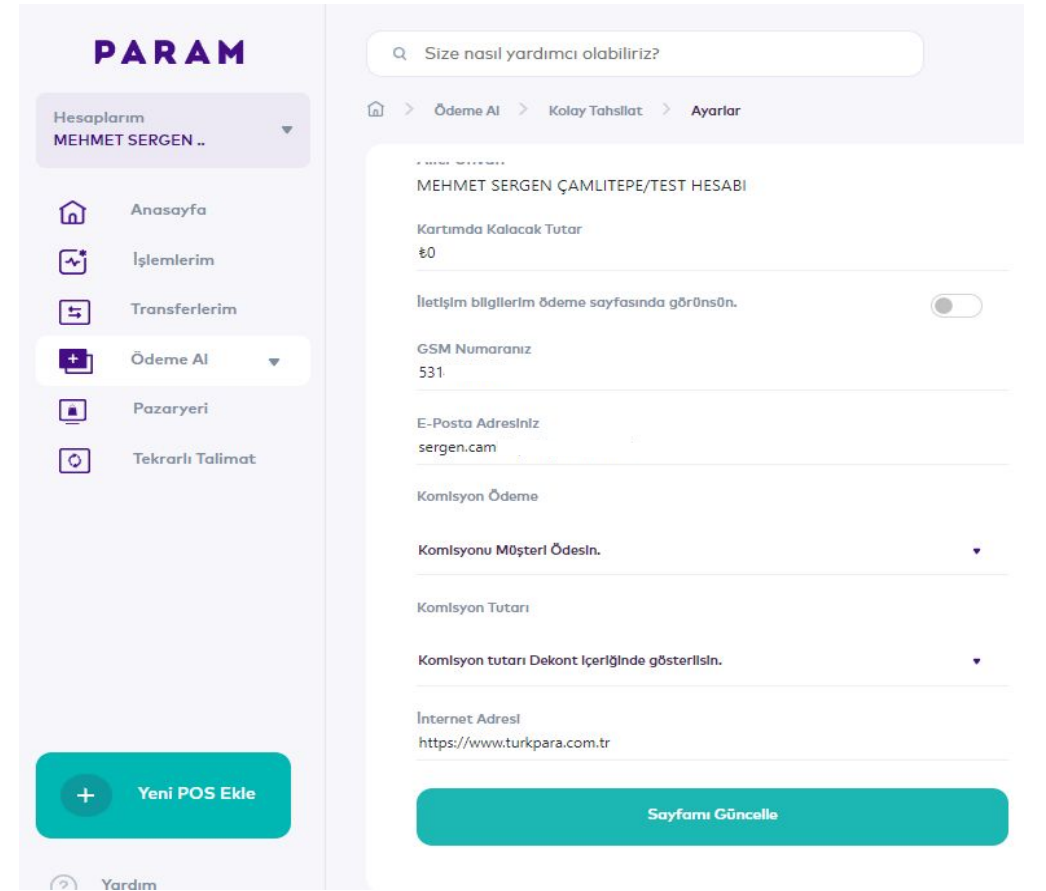 PARAM
Size nasıl yardımcı olabiliriz?
Hesaplarım
MEHMET SERGEN ..
Ödeme Al > Kolay Tahsilat > Ayarlar
Anasayfa
İşlemlerim
Transferlerim
Ödeme Al
Pazaryeri
Tekrarlı Talimat
Yeni POS Ekle
Yardım
MEHMET SERGEN ÇAMLITEPE/TEST HESABI
Kartımda Kalacak Tutar
₺0
İletişim bilgilerim ödeme sayfasında görünsün.
GSM Numaranız
531
E-Posta Adresiniz
sergen.cam
Komisyon Ödeme
Komisyonu Müşteri Ödesin.
Komisyon Tutarı
Komisyon tutarı Dekont içeriğinde gösterilsin.
İnternet Adresi
https://www.turkpara.com.tr
Sayfamı Güncelle